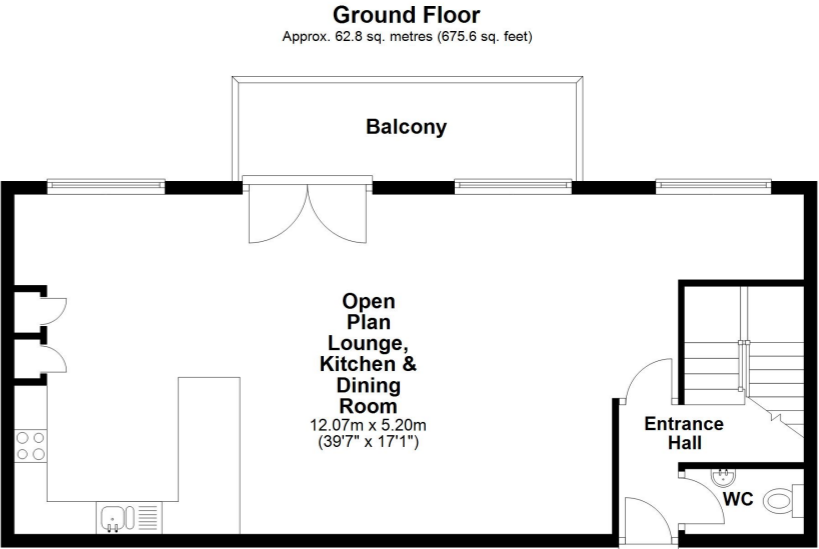 Ground Floor
Approx. 62.8 sq. metres (675.6 sq. feet)
Balcony
Open
Plan
Lounge,
Kitchen &
Dining
Room
12.07m x 5.20m
(39'7" x 17'1")
Entrance
Hall
WC